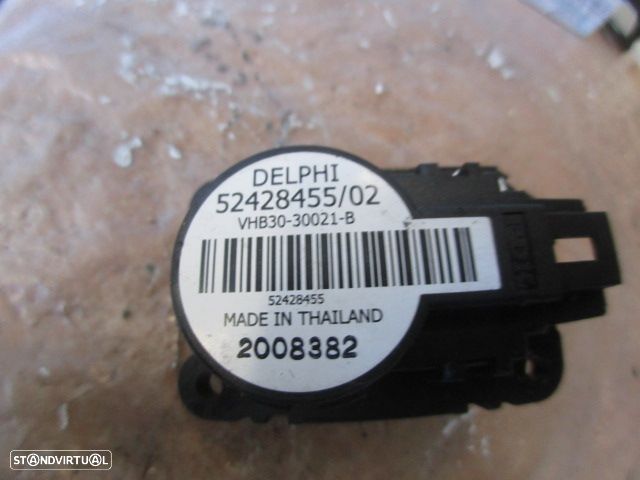 DELPHI
52428455/02
VHB30-30021-B
52428455
MADE IN THAILAND
2008382
STANDVIRTUAL